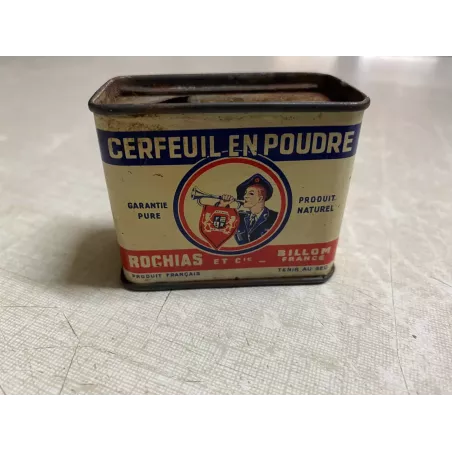 CERFEUIL EN POUDRE
GARANTIE
PURE
PRODUIT
NATUREL
ROCHIAS ET Cie -
BILLOM
FRANCE
PRODUIT FRANÇAIS
TENIR AU SEC